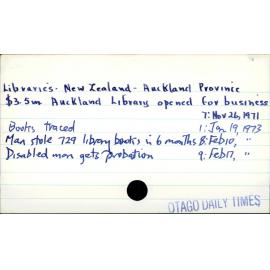 Libraries - New Zealand - Auckland Province
$3.5m Auckland Library opened for business
7: Nov 26, 1971
Books traced 1: Jan 19, 1973
Man stole 729 library books in 6 months 8: Feb 10, "
Disabled man gets probation 9: Feb 17, "
OTAGO DAILY TIMES